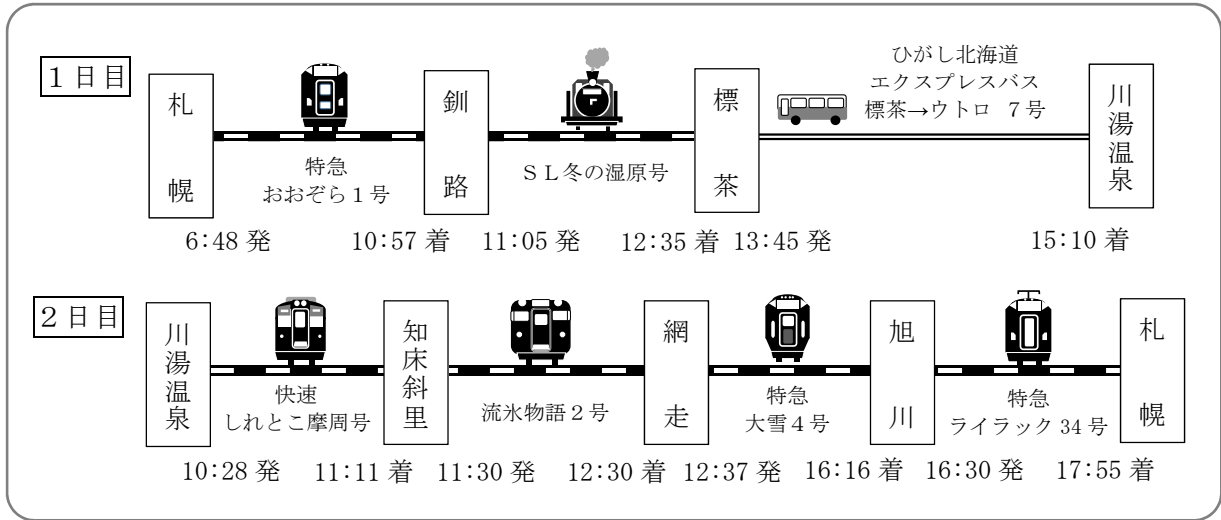 1日目
札幌
特急
おおぞら1号
釧路
SL冬の湿原号
標茶
ひがし北海道
エクスプレスバス
標茶→ウトロ 7号
川湯温泉
6:48 発 10:57 着 11:05 発 12:35 着 13:45 発 15:10 着
2日目
川湯温泉
快速
しれとこ摩周号
知床斜里
流氷物語2号
網走
特急
大雪4号
旭川
特急
ライラック 34号
札幌
10:28 発 11:11 着 11:30 発 12:30 着 12:37 発 16:16 着 16:30 発 17:55 着